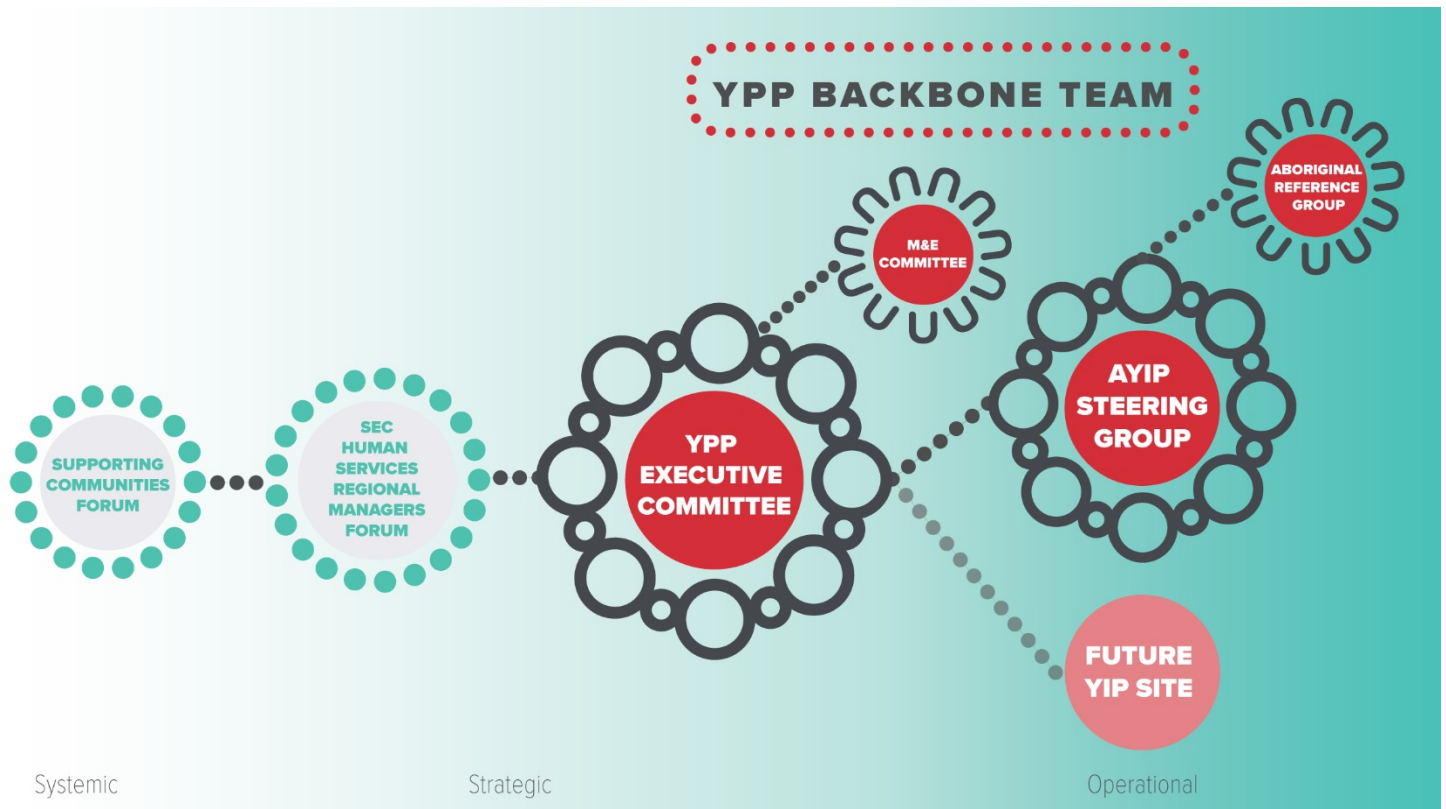 YPP BACKBONE TEAM
ABORIGINAL
REFERENCE
GROUP
M&E
COMMITTEE
AYIP
STEERING
GROUP
YPP
EXECUTIVE
COMMITTEE
SEC
HUMAN
SERVICES
REGIONAL
MANAGERS
FORUM
SUPPORTING
COMMUNITIES
FORUM
FUTURE
YIP SITE
Systemic
Strategic
Operational